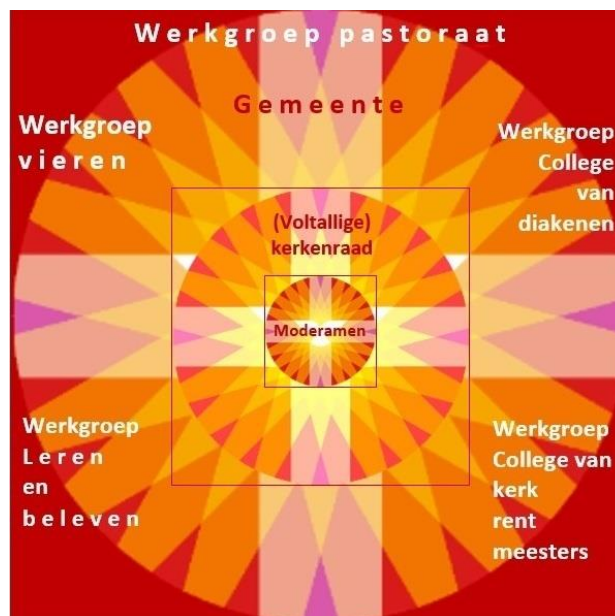 Werkgroep pastoraat
Gemeente
Werkgroep
vieren
Werkgroep
College
van
diakenen
(Voltallige)
kerkenraad
Moderamen
Werkgroep
Leren
en
beleven
Werkgroep
College van
kerk
rent
meesters